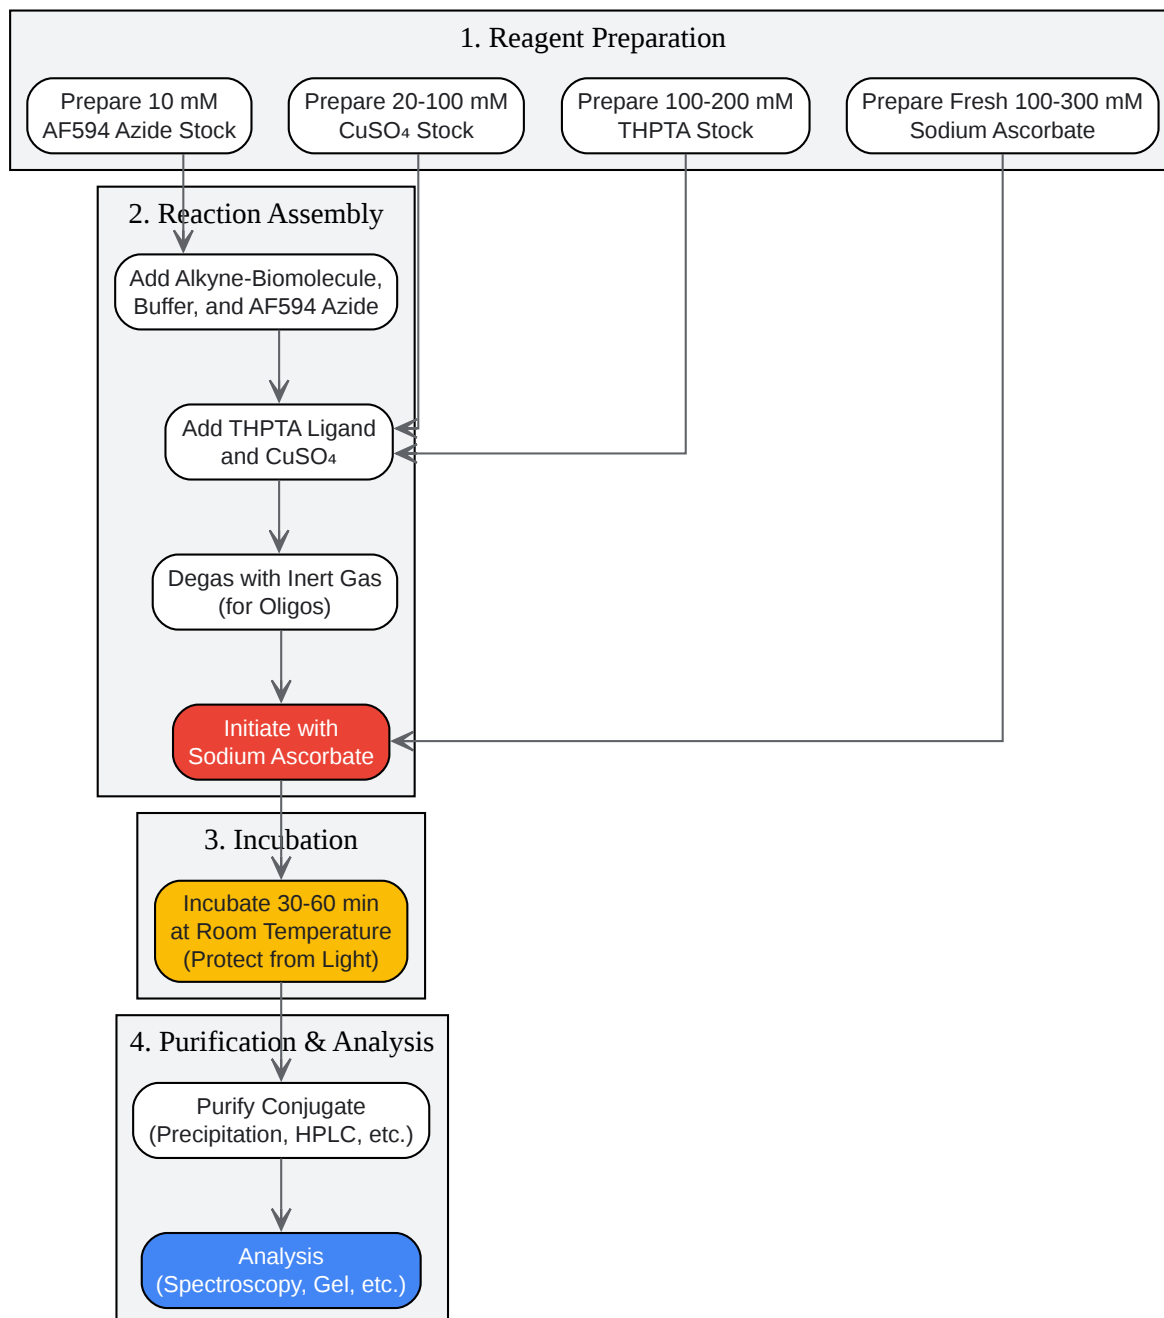 1. Reagent Preparation
Prepare 10 mM
AF594 Azide Stock
Prepare 20-100 mM
CuSO₄ Stock
Prepare 100-200 mM
THPTA Stock
Prepare Fresh 100-300 mM
Sodium Ascorbate
2. Reaction Assembly
Add Alkyne-Biomolecule,
Buffer, and AF594 Azide
Add THPTA Ligand
and CuSO₄
Degas with Inert Gas
(for Oligos)
Initiate with
Sodium Ascorbate
3. Incubation
Incubate 30-60 min
at Room Temperature
(Protect from Light)
4. Purification & Analysis
Purify Conjugate
(Precipitation, HPLC, etc.)
Analysis
(Spectroscopy, Gel, etc.)